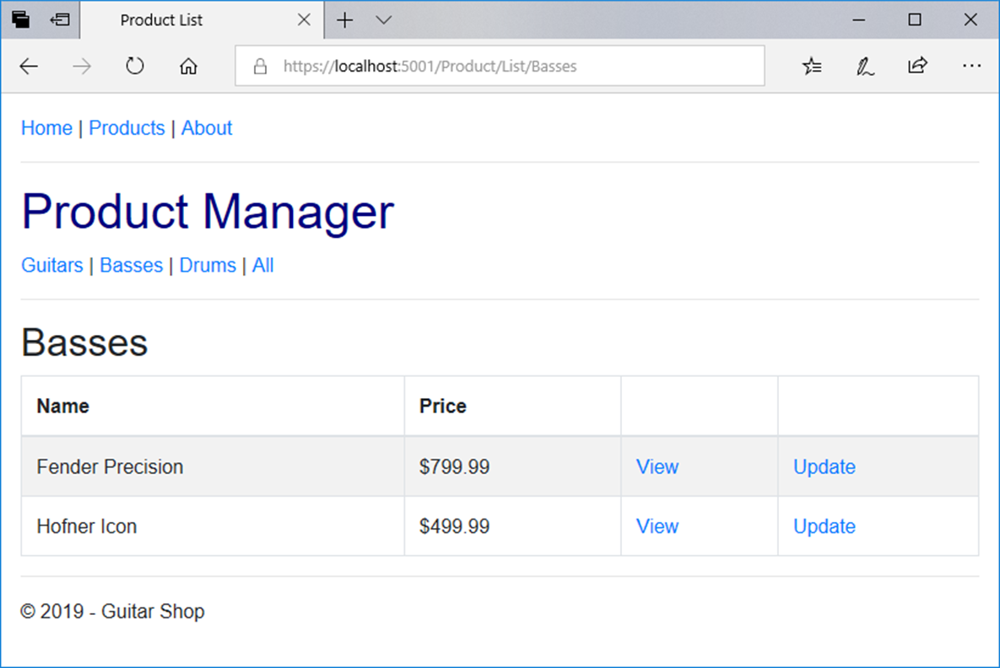 Product List
https://localhost:5001/Product/List/Basses
Home | Products | About
Product Manager
Guitars | Basses | Drums | All
Basses
Name Price
Fender Precision $799.99 View Update
Hofner Icon $499.99 View Update
© 2019 - Guitar Shop